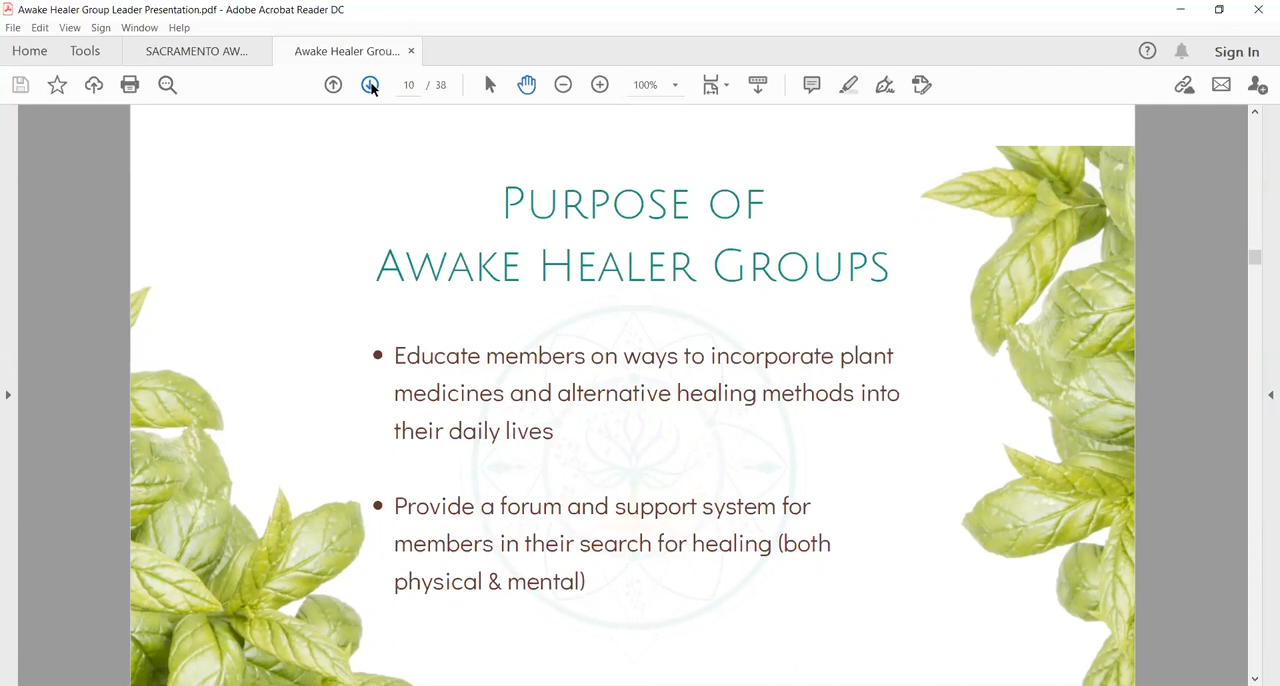 Awake Healer Group Leader Presentation.pdf - Adobe Acrobat Reader DC
File Edit View Sign Window Help
Home Tools SACRAMENTO AW... Awake Healer Grou... × Sign In
10 / 38 100%
Purpose of
Awake Healer Groups
• Educate members on ways to incorporate plant
medicines and alternative healing methods into
their daily lives
• Provide a forum and support system for
members in their search for healing (both
physical & mental)